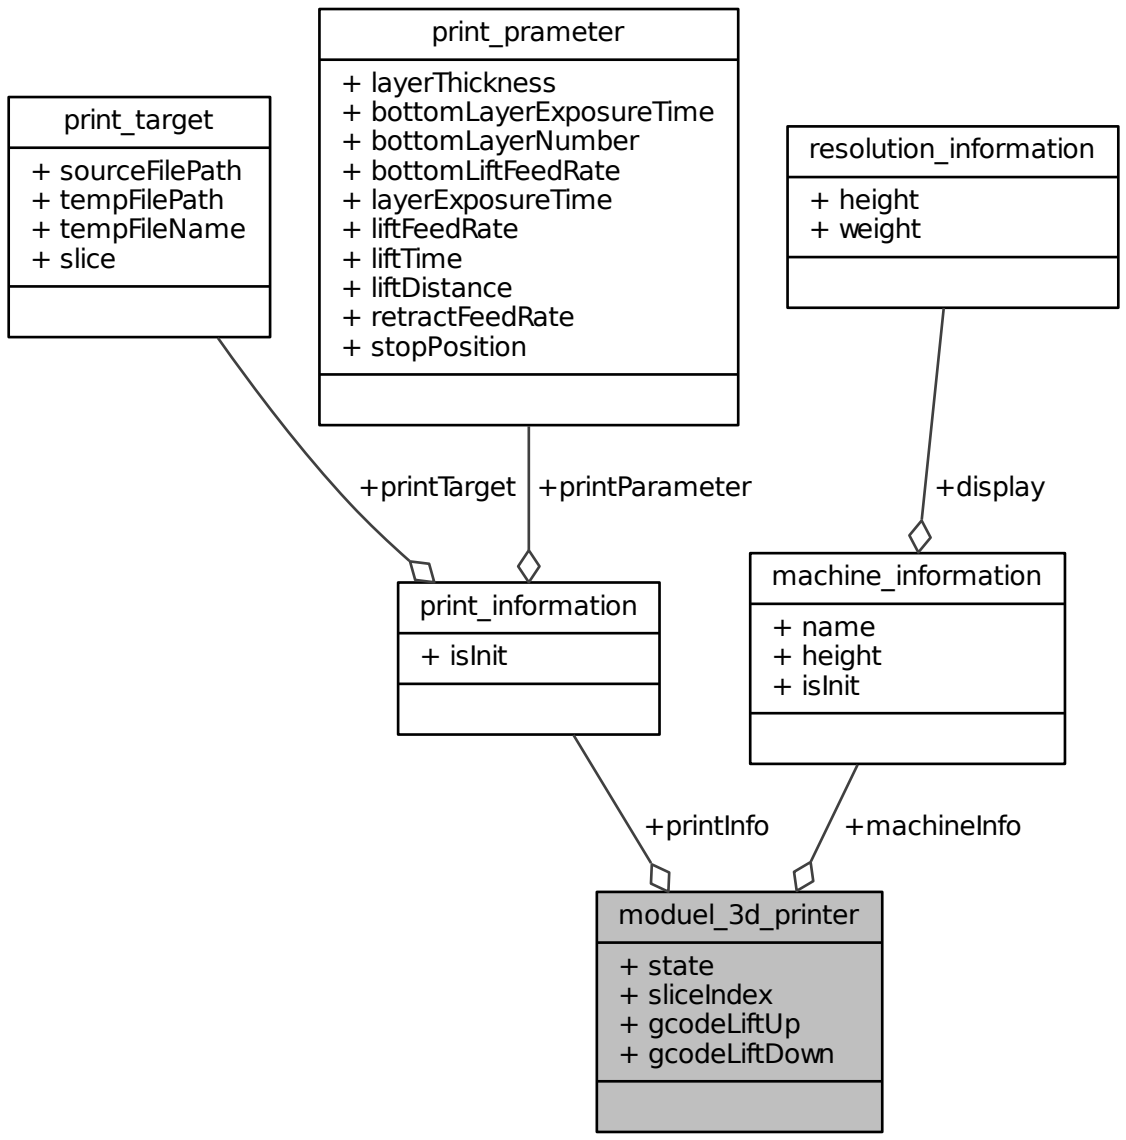 print_prameter
+ layerThickness
+ bottomLayerExposureTime
+ bottomLayerNumber
+ bottomLiftFeedRate
+ layerExposureTime
+ liftFeedRate
+ liftTime
+ liftDistance
+ retractFeedRate
+ stopPosition
print_target
+ sourceFilePath
+ tempFilePath
+ tempFileName
+ slice
resolution_information
+ height
+ weight
+printTarget
+printParameter
+display
print_information
+ isInit
machine_information
+ name
+ height
+ isInit
+printInfo
+machineInfo
moduel_3d_printer
+ state
+ sliceIndex
+ gcodeLiftUp
+ gcodeLiftDown